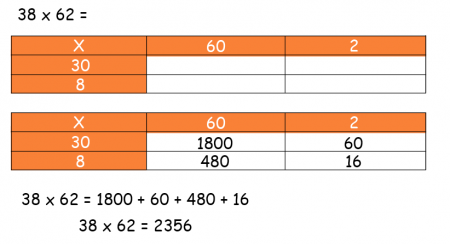 38 x 62 =
X 60 2
30
8
X 60 2
30 1800 60
8 480 16
38 x 62 = 1800 + 60 + 480 + 16
38 x 62 = 2356